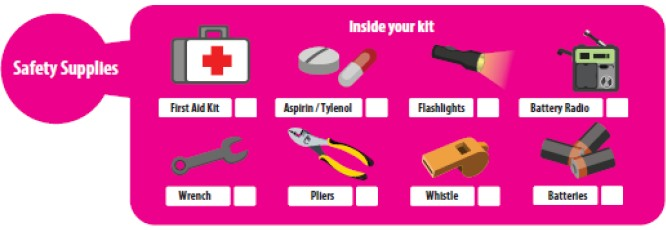 Safety Supplies
Inside your kit
First Aid Kit
Aspirin / Tylenol
Flashlights
Battery Radio
Wrench
Pliers
Whistle
Batteries